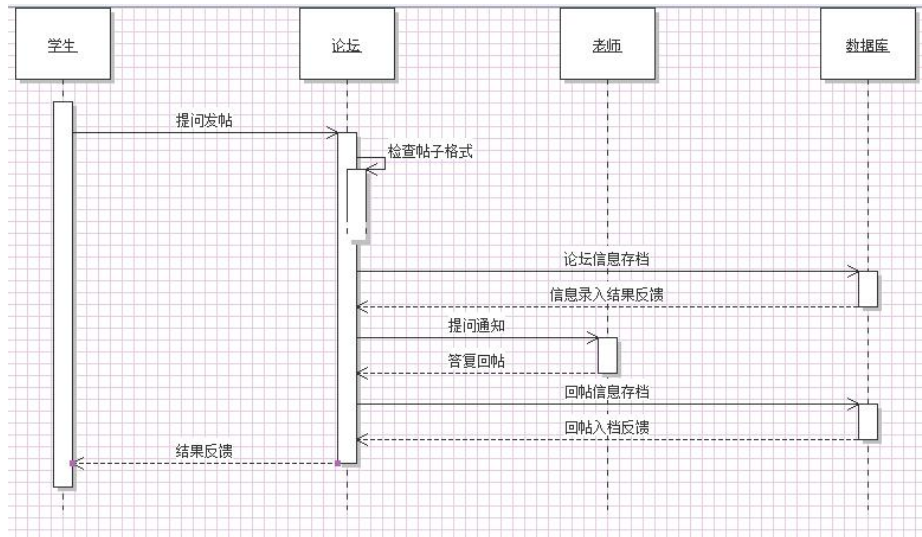 学生
论坛
老师
数据库
提问发帖
检查帖子格式
论坛信息存档
信息录入结果反馈
提问通知
答复回帖
回帖信息存档
回帖入档反馈
结果反馈